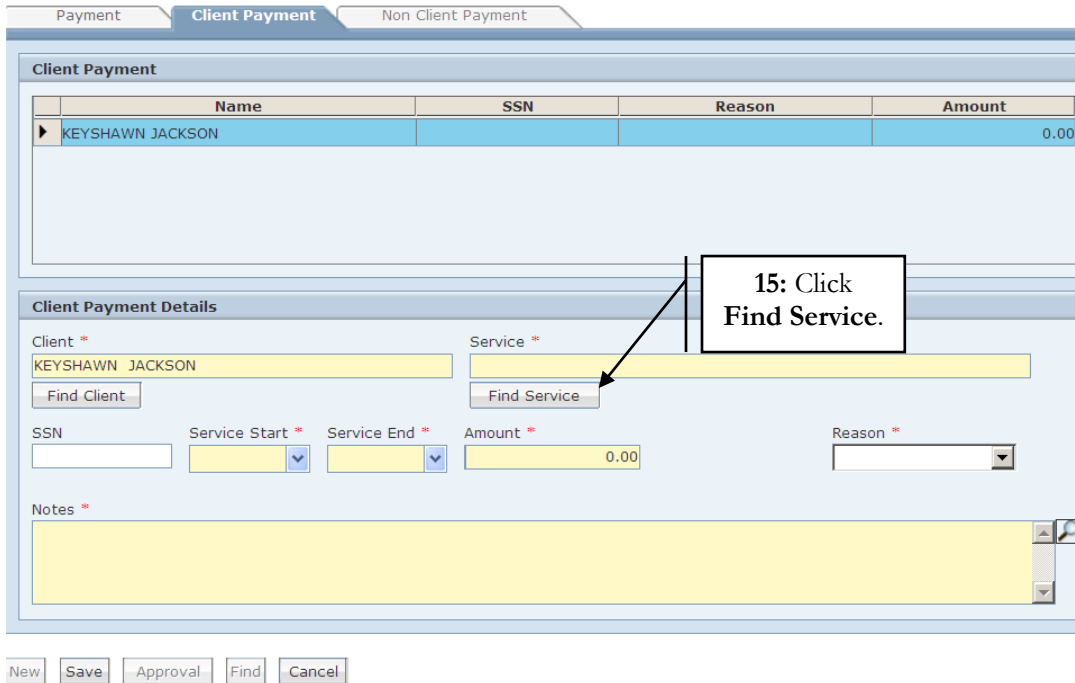 Payment Client Payment Non Client Payment
Client Payment
Name SSN Reason Amount
KEYSHAWN JACKSON 0.00
15: Click
Find Service.
Client Payment Details
Client * Service *
KEYSHAWN JACKSON
Find Client Find Service
SSN Service Start * Service End * Amount * Reason *
0.00
Notes *
New Save Approval Find Cancel